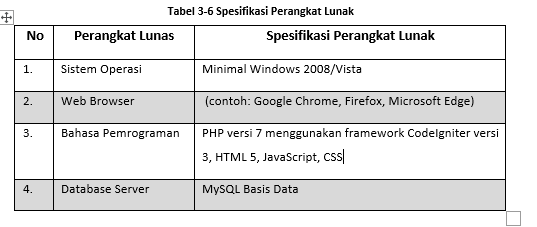 Tabel 3-6 Spesifikasi Perangkat Lunak
No Perangkat Lunas Spesifikasi Perangkat Lunak
1. Sistem Operasi Minimal Windows 2008/Vista
2. Web Browser (contoh: Google Chrome, Firefox, Microsoft Edge)
3. Bahasa Pemrograman PHP versi 7 menggunakan framework CodeIgniter versi
3, HTML 5, JavaScript, CSS
4. Database Server MySQL Basis Data